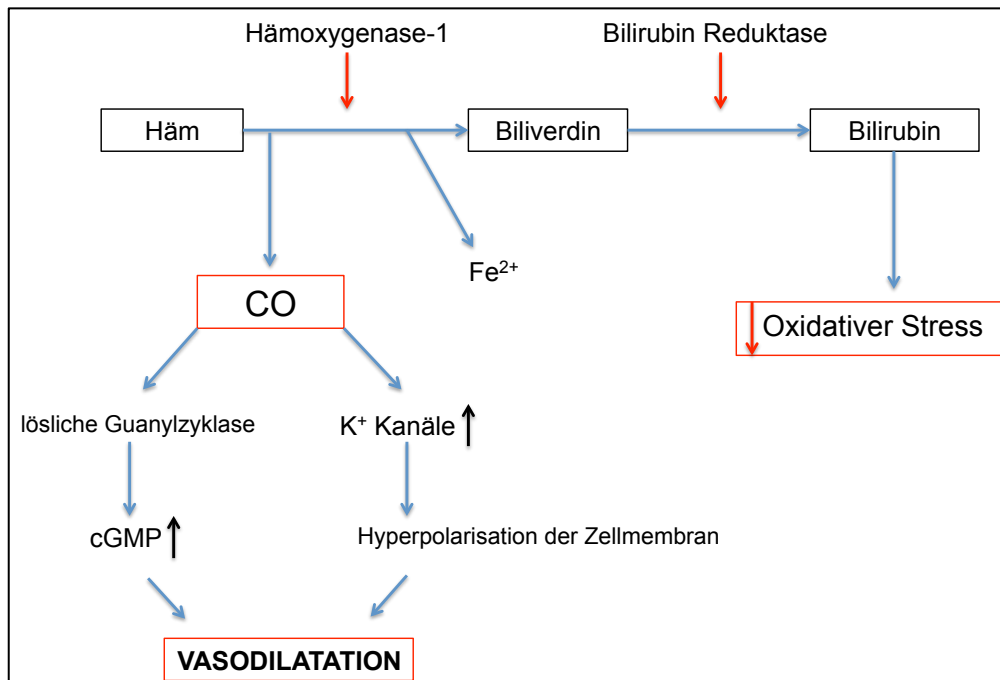 Hämoxygenase-1
Bilirubin Reduktase
Häm
Biliverdin
Bilirubin
Fe²⁺
CO
Oxidativer Stress
lösliche Guanylzyklase
K⁺ Kanäle
cGMP
Hyperpolarisation der Zellmembran
VASODILATATION